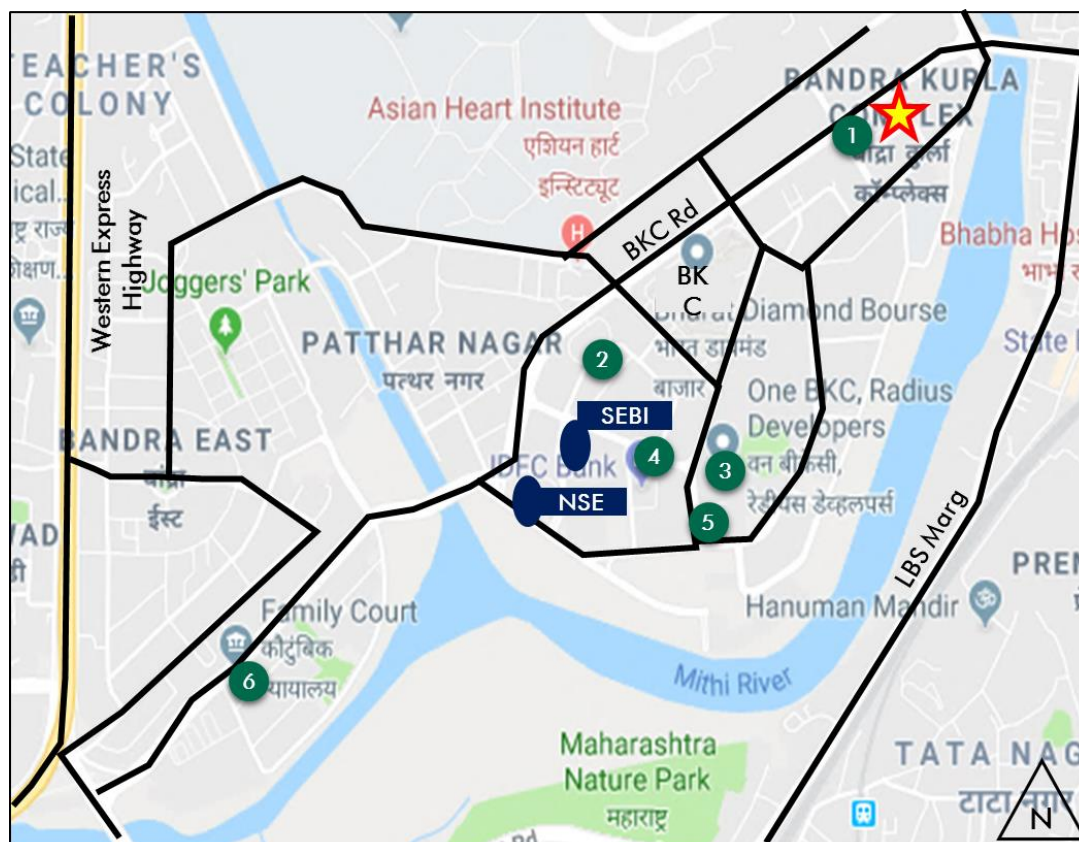 TEACHER'S
COLONY
State
ical..
Western Express
Highway
Joggers' Park
Asian Heart Institute
एशियन हार्ट
इन्स्टिट्यूट
H
BKC Rd
BANDRA KURLA
COMPLEX
बांद्रा कुर्ला
कॉम्प्लेक्स
1
Bhabha Hos
BK
C
Bharat Diamond Bourse
भारत डायमंड
बाजार
PATTHAR NAGAR
पत्थर नगर
2
State
SEBI
One BKC, Radius
Developers
वन बीकेसी,
रेडीयस डेव्हलपर्स
BANDRA EAST
बांद्रा
ईस्ट
IDFC Bank
4
3
NSE
5
VAD
LBS Marg
PREM
Hanuman Mandir
Family Court
कौटुंबिक
न्यायालय
6
Mithi River
Maharashtra
Nature Park
महाराष्ट्र
Rd
TATA NAG
टाटा नगर
N